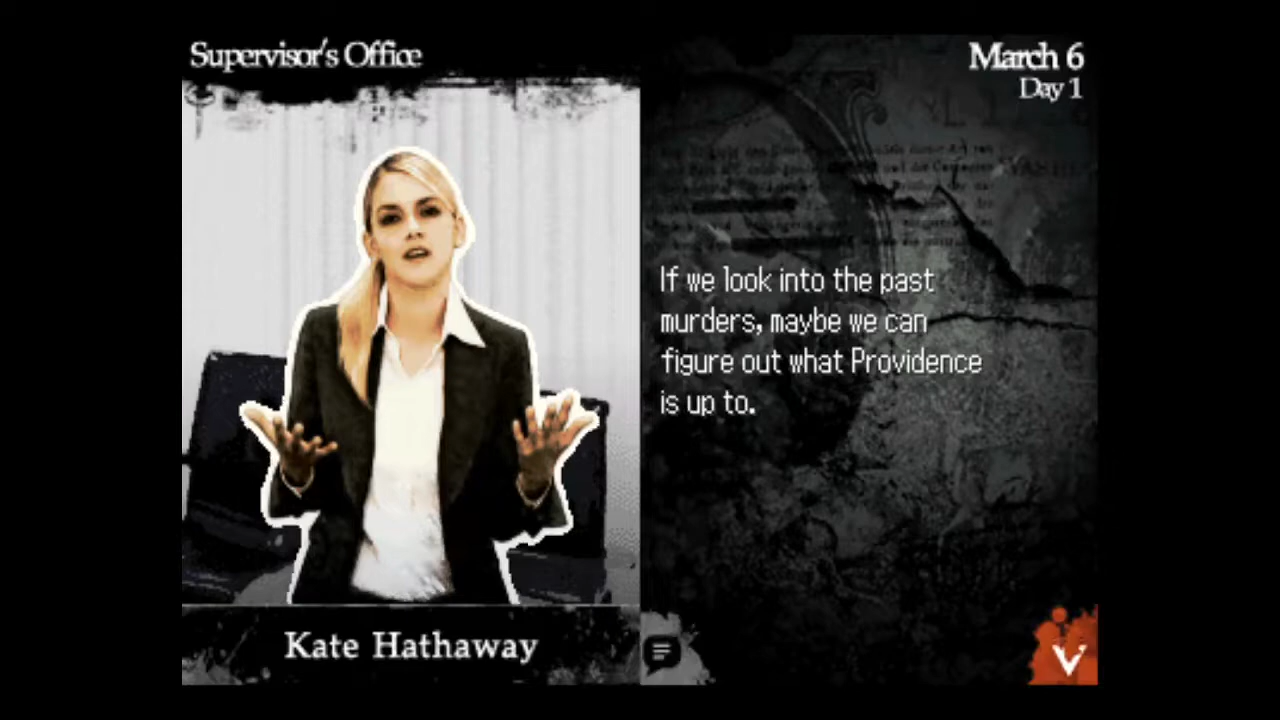 Supervisor's Office
March 6
Day 1
If we look into the past
murders, maybe we can
figure out what Providence
is up to.
Kate Hathaway